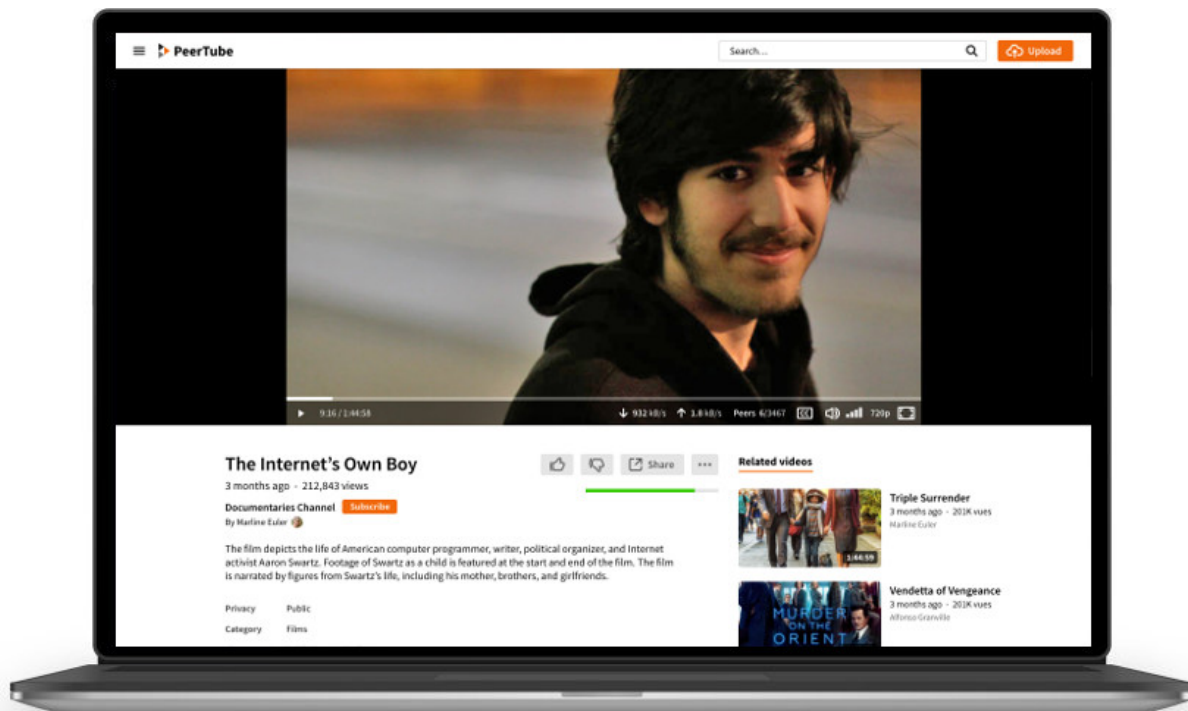 PeerTube
Search...
Upload
9:16 / 1:44:58
932 kB/s
1.8 kB/s
Peers 6/3467
CC
720p
The Internet's Own Boy
Share
3 months ago - 212,843 views
Documentaries Channel
Subscribe
By Marline Euler
The film depicts the life of American computer programmer, writer, political organizer, and Internet
activist Aaron Swartz. Footage of Swartz as a child is featured at the start and end of the film. The film
is narrated by figures from Swartz's life, including his mother, brothers, and girlfriends.
Privacy Public
Category Films
Related videos
1:44:59
Triple Surrender
3 months ago - 201K vues
Marline Euler
MURDER
ON THE
ORIENT
Vendetta of Vengeance
3 months ago - 201K vues
Alfonso Granville